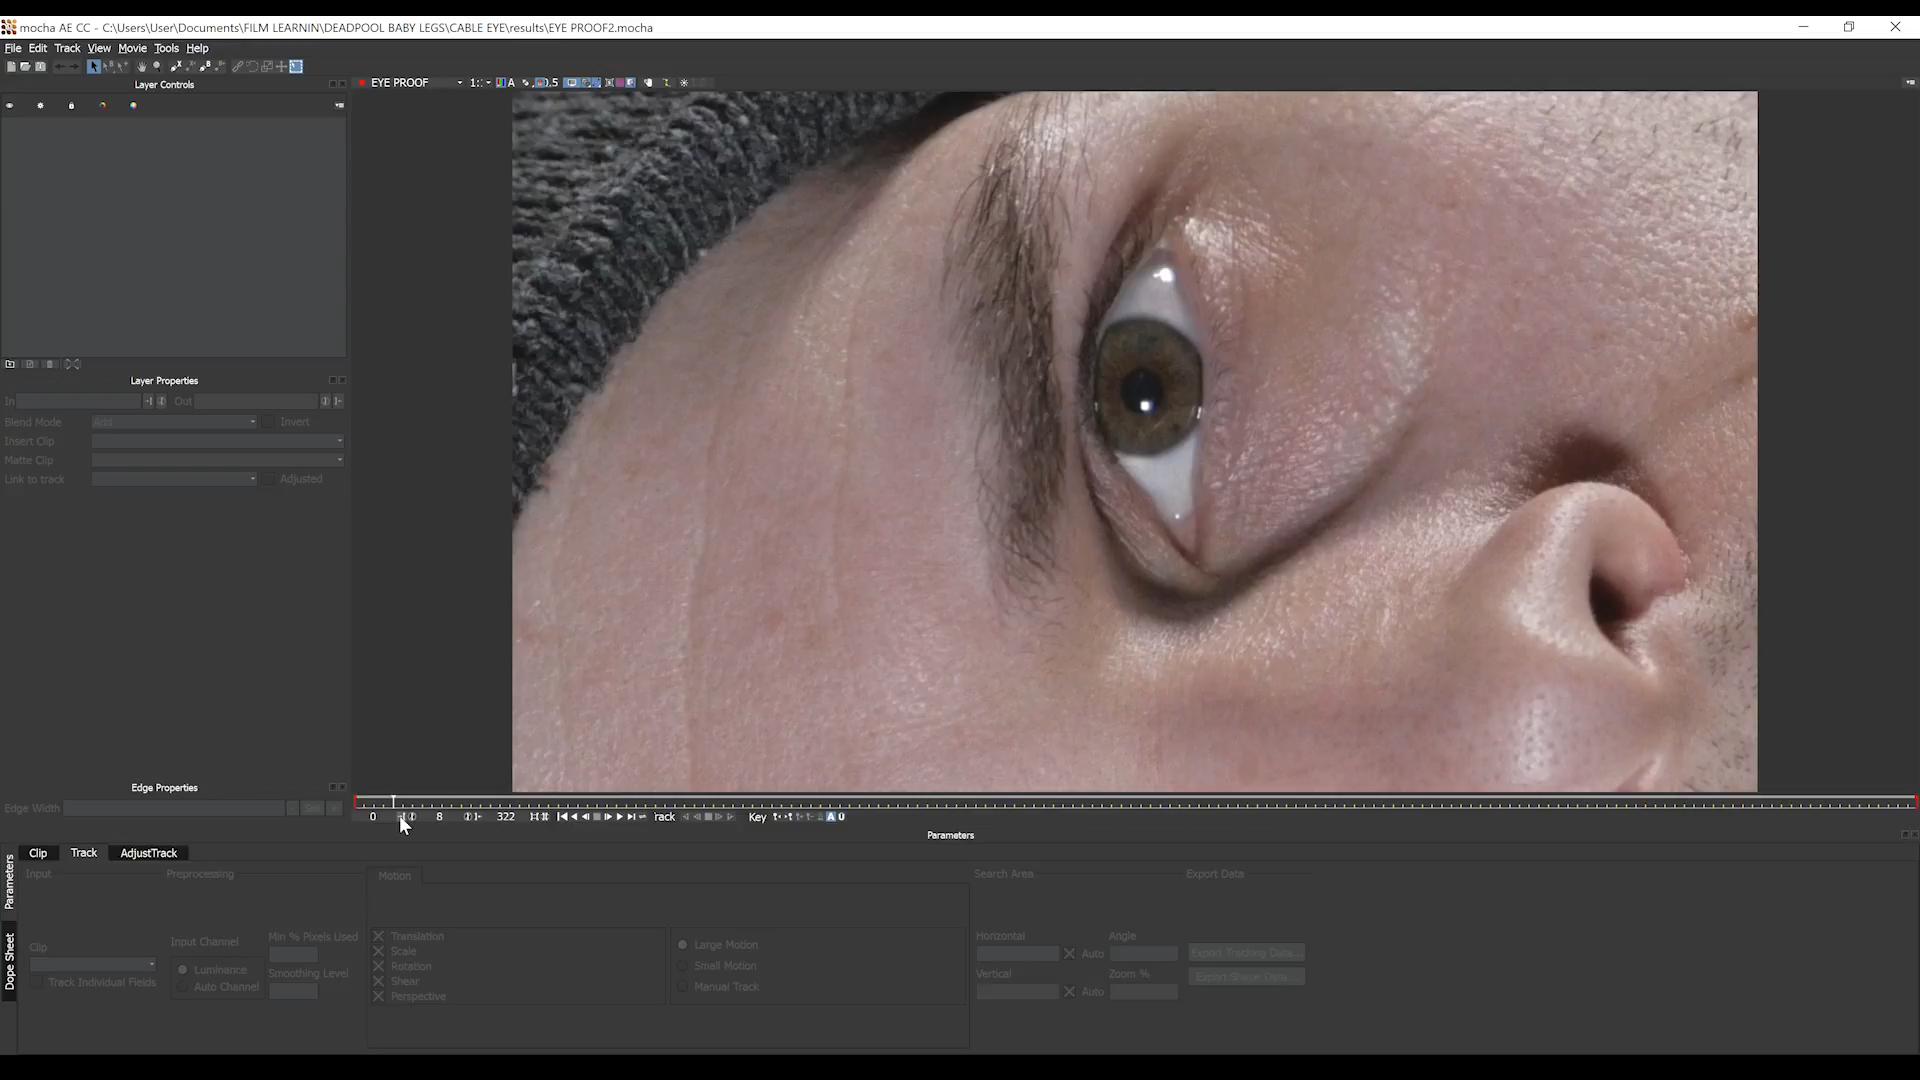 mocha AE CC - C:\Users\User\Documents\FILM LEARNIN\DEADPOOL BABY LEGS\CABLE EYE\results\EYE PROOF2.mocha
File Edit Track View Movie Tools Help
Layer Controls
EYE PROOF
Layer Properties
In Out
Blend Mode Add Invert
Insert Clip
Matte Clip
Link to track Adjusted
Edge Properties
Edge Width Set
0 8 322 Track Key A Ü
Parameters
Clip Track AdjustTrack
Parameters
Dope Sheet
Input Preprocessing Motion Search Area Export Data
Min % Pixels Used
Input Channel
Clip
Luminance
Smoothing Level
Track Individual Fields
Auto Channel
Translation
Scale
Rotation
Shear
Perspective
Large Motion
Small Motion
Manual Track
Horizontal Angle
Auto
Export Tracking Data...
Vertical Zoom %
Auto
Export Shape Data...